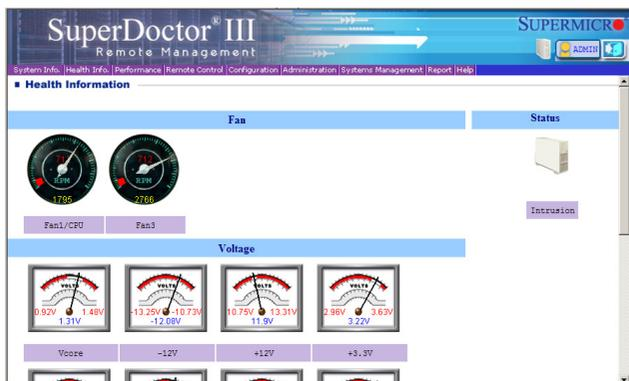 SuperDoctor® III
Remote Management
SUPERMICR
ADMIN
System Info. |Health Info.|Performance|Remote Control|Configuration|Administration|Systems Management|Report|Help|
Health Information
Fan
Status
712 712
RPM RPM
1795 2766
Fan1/CPU Fan3
Intrusion
Voltage
VOLTS VOLTS VOLTS VOLTS
0.92V 1.48V -13.25V -10.73V 10.75V 13.31V 2.96V 3.63V
1.31V -12.08V 11.9V 3.22V
Vcore -12V +12V +3.3V